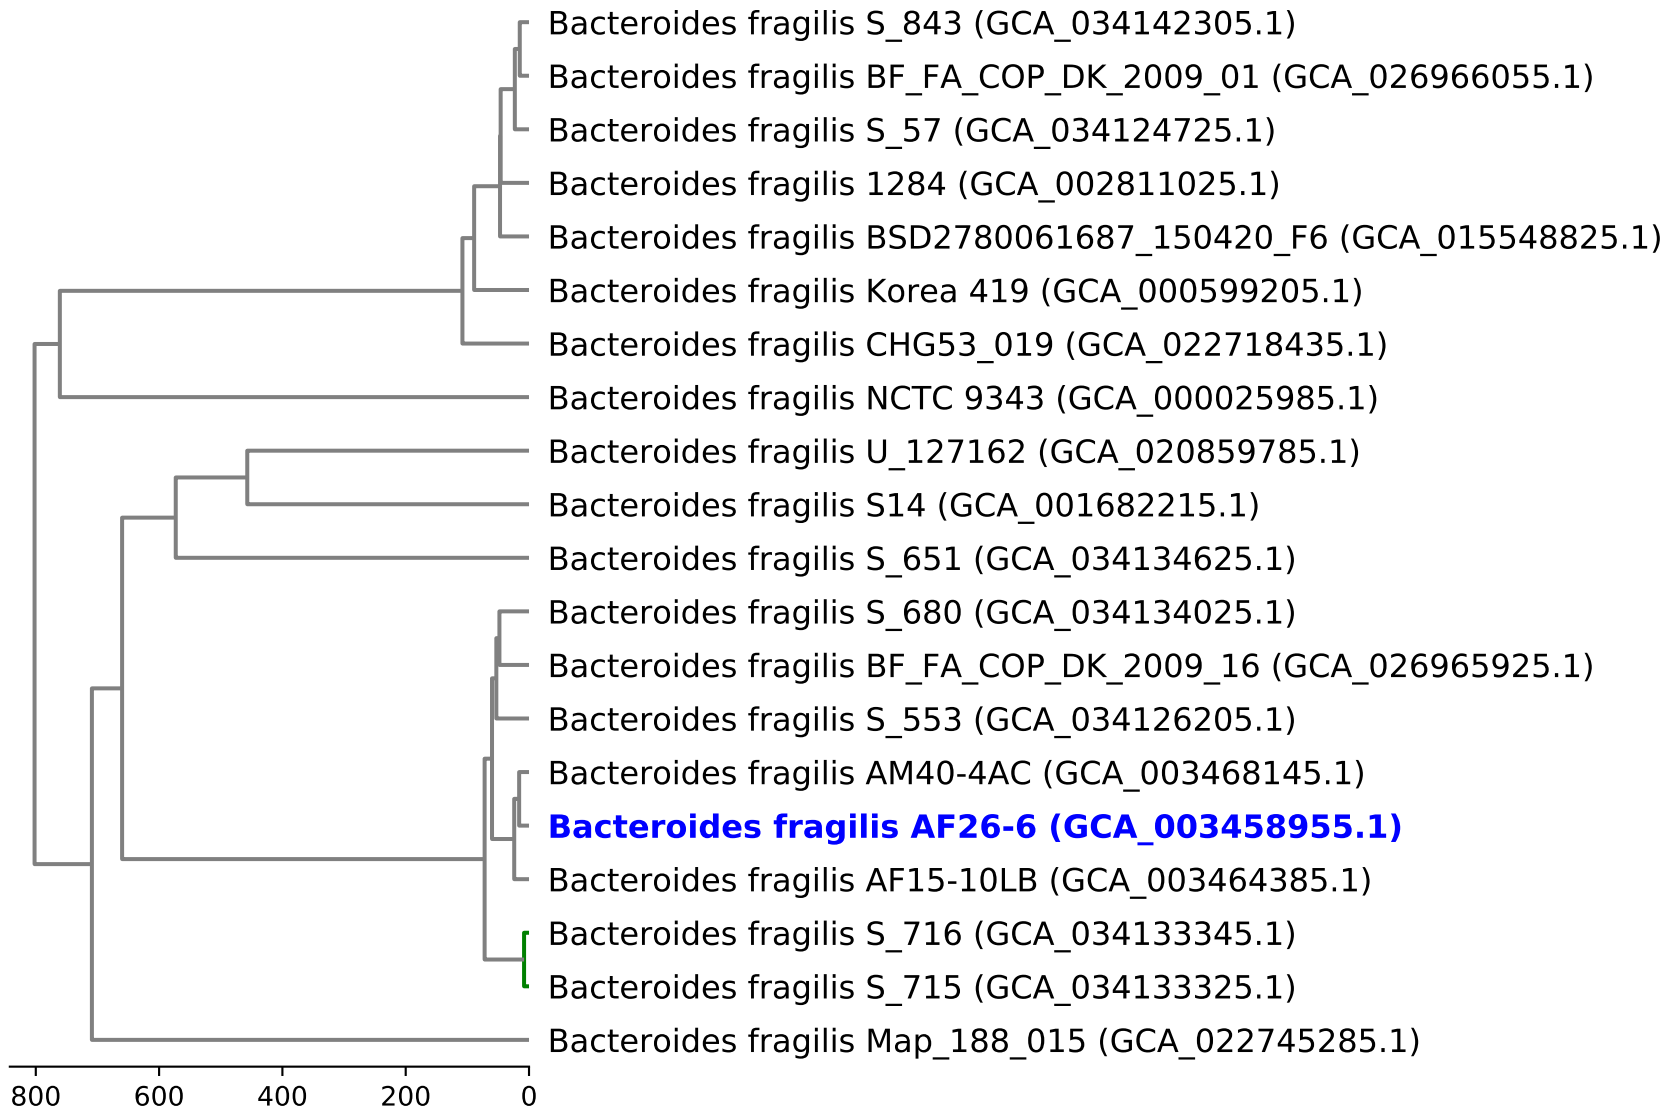 Bacteroides fragilis S_843 (GCA_034142305.1)
Bacteroides fragilis BF_FA_COP_DK_2009_01 (GCA_026966055.1)
Bacteroides fragilis S_57 (GCA_034124725.1)
Bacteroides fragilis 1284 (GCA_002811025.1)
Bacteroides fragilis BSD2780061687_150420_F6 (GCA_015548825.1)
Bacteroides fragilis Korea 419 (GCA_000599205.1)
Bacteroides fragilis CHG53_019 (GCA_022718435.1)
Bacteroides fragilis NCTC 9343 (GCA_000025985.1)
Bacteroides fragilis U_127162 (GCA_020859785.1)
Bacteroides fragilis S14 (GCA_001682215.1)
Bacteroides fragilis S_651 (GCA_034134625.1)
Bacteroides fragilis S_680 (GCA_034134025.1)
Bacteroides fragilis BF_FA_COP_DK_2009_16 (GCA_026965925.1)
Bacteroides fragilis S_553 (GCA_034126205.1)
Bacteroides fragilis AM40-4AC (GCA_003468145.1)
Bacteroides fragilis AF26-6 (GCA_003458955.1)
Bacteroides fragilis AF15-10LB (GCA_003464385.1)
Bacteroides fragilis S_716 (GCA_034133345.1)
Bacteroides fragilis S_715 (GCA_034133325.1)
Bacteroides fragilis Map_188_015 (GCA_022745285.1)
800 600 400 200 0